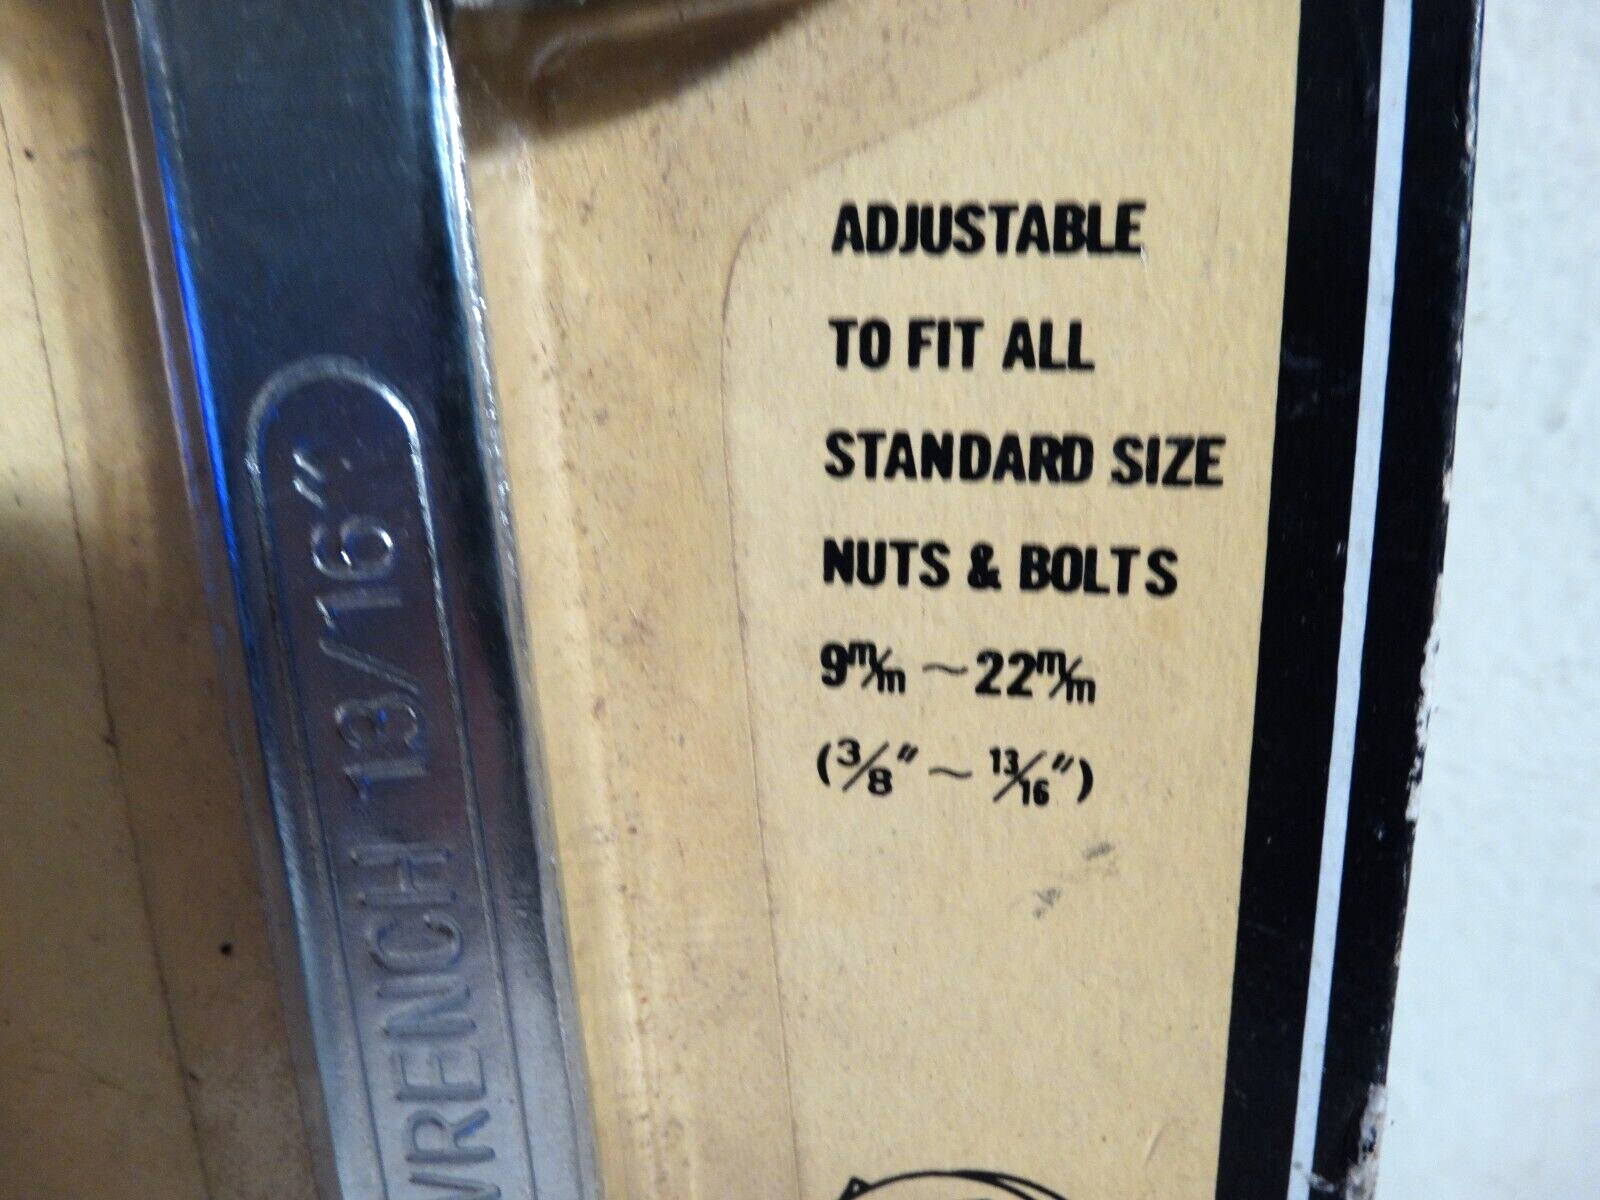 ADJUSTABLE
TO FIT ALL
STANDARD SIZE
NUTS & BOLTS
9m/m ~ 22m/m
(3/8" ~ 13/16")
WRENCH 13/16"